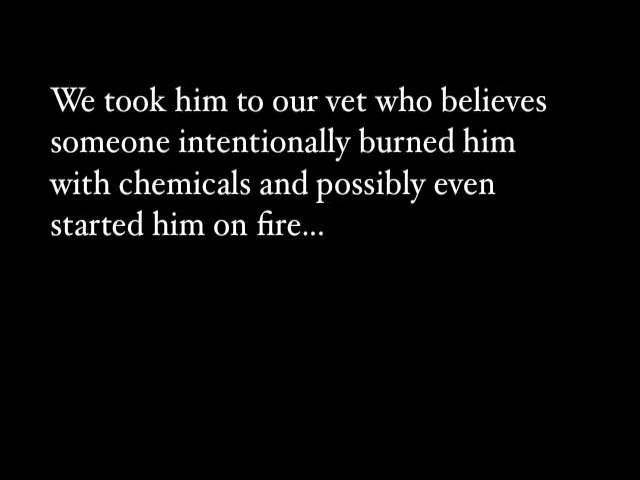 We took him to our vet who believes
someone intentionally burned him
with chemicals and possibly even
started him on fire...